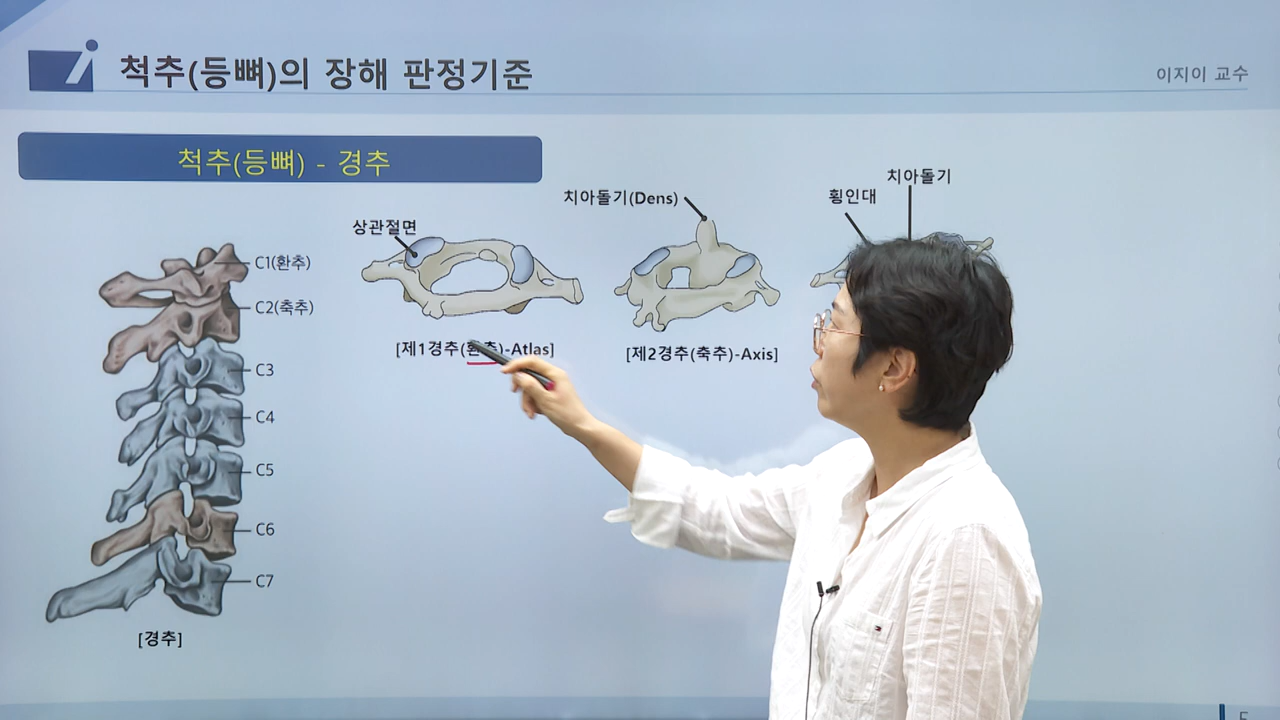 척추(등뼈)의 장해 판정기준
이지이 교수
척추(등뼈) - 경추
치아돌기
횡인대
치아돌기(Dens)
상관절면
C1(환추)
C2(축추)
[제1경추(환추)-Atlas]
[제2경추(축추)-Axis]
C3
C4
C5
C6
C7
[경추]